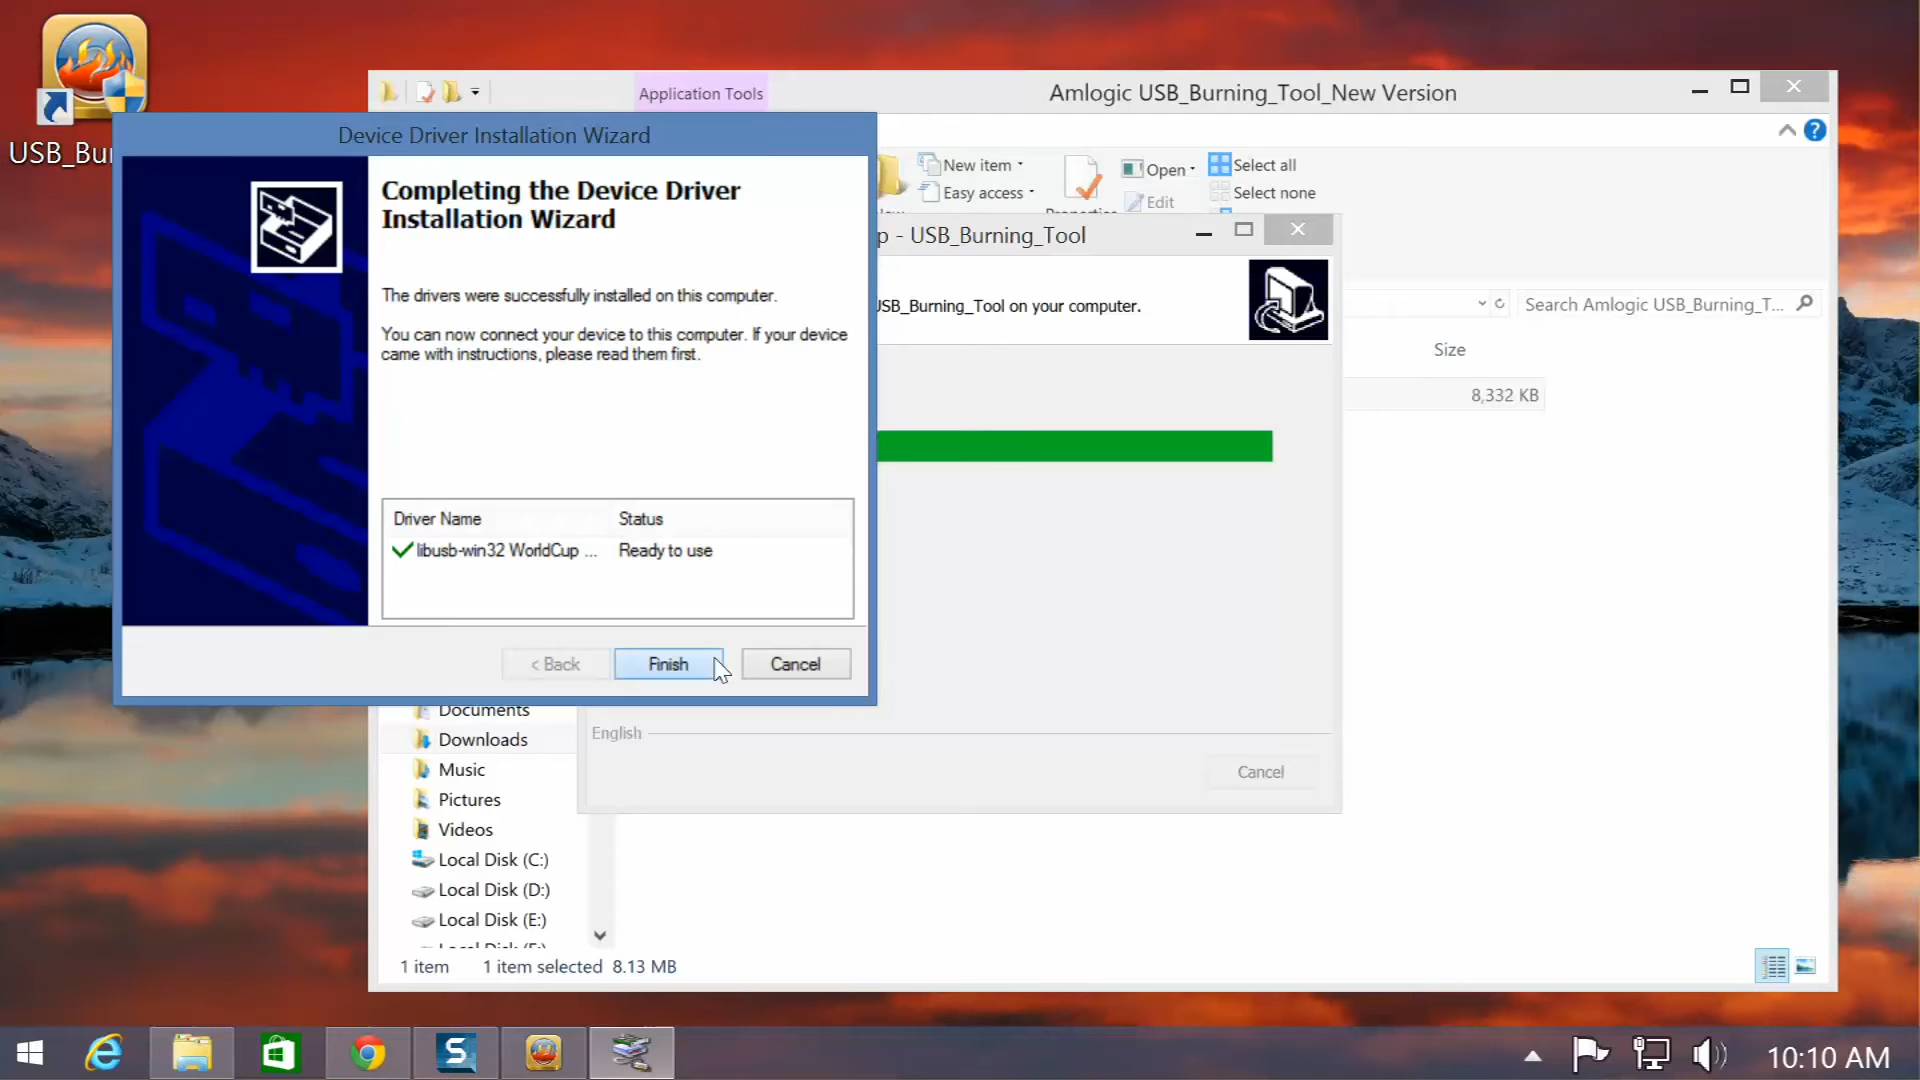 USB_Bur
Application Tools
Amlogic USB_Burning_Tool_New Version
Device Driver Installation Wizard
Completing the Device Driver
Installation Wizard
The drivers were successfully installed on this computer.
You can now connect your device to this computer. If your device
came with instructions, please read them first.
Driver Name Status
libusb-win32 WorldCup ... Ready to use
< Back Finish Cancel
New item
Easy access
Open
Edit
Select all
Select none
p - USB_Burning_Tool
USB_Burning_Tool on your computer.
Search Amlogic USB_Burning_T...
Size
8,332 KB
English
Cancel
Documents
Downloads
Music
Pictures
Videos
Local Disk (C:)
Local Disk (D:)
Local Disk (E:)
1 item 1 item selected 8.13 MB
10:10 AM